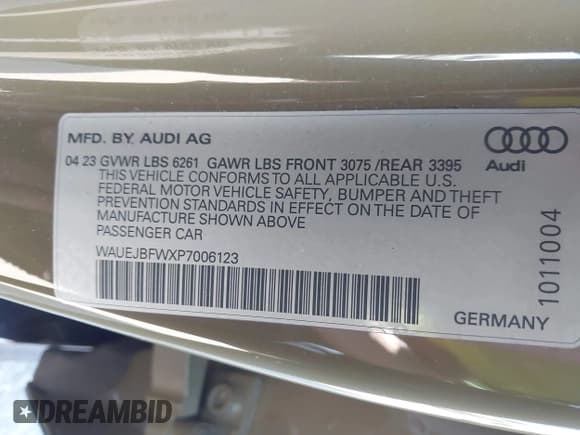 MFD. BY AUDI AG
04 23 GVWR LBS 6261 GAWR LBS FRONT 3075 /REAR 3395
THIS VEHICLE CONFORMS TO ALL APPLICABLE U.S.
FEDERAL MOTOR VEHICLE SAFETY, BUMPER AND THEFT
PREVENTION STANDARDS IN EFFECT ON THE DATE OF
MANUFACTURE SHOWN ABOVE
PASSENGER CAR
WAUEJBFWXP7006123
Audi
1011004
GERMANY
DREAMBID